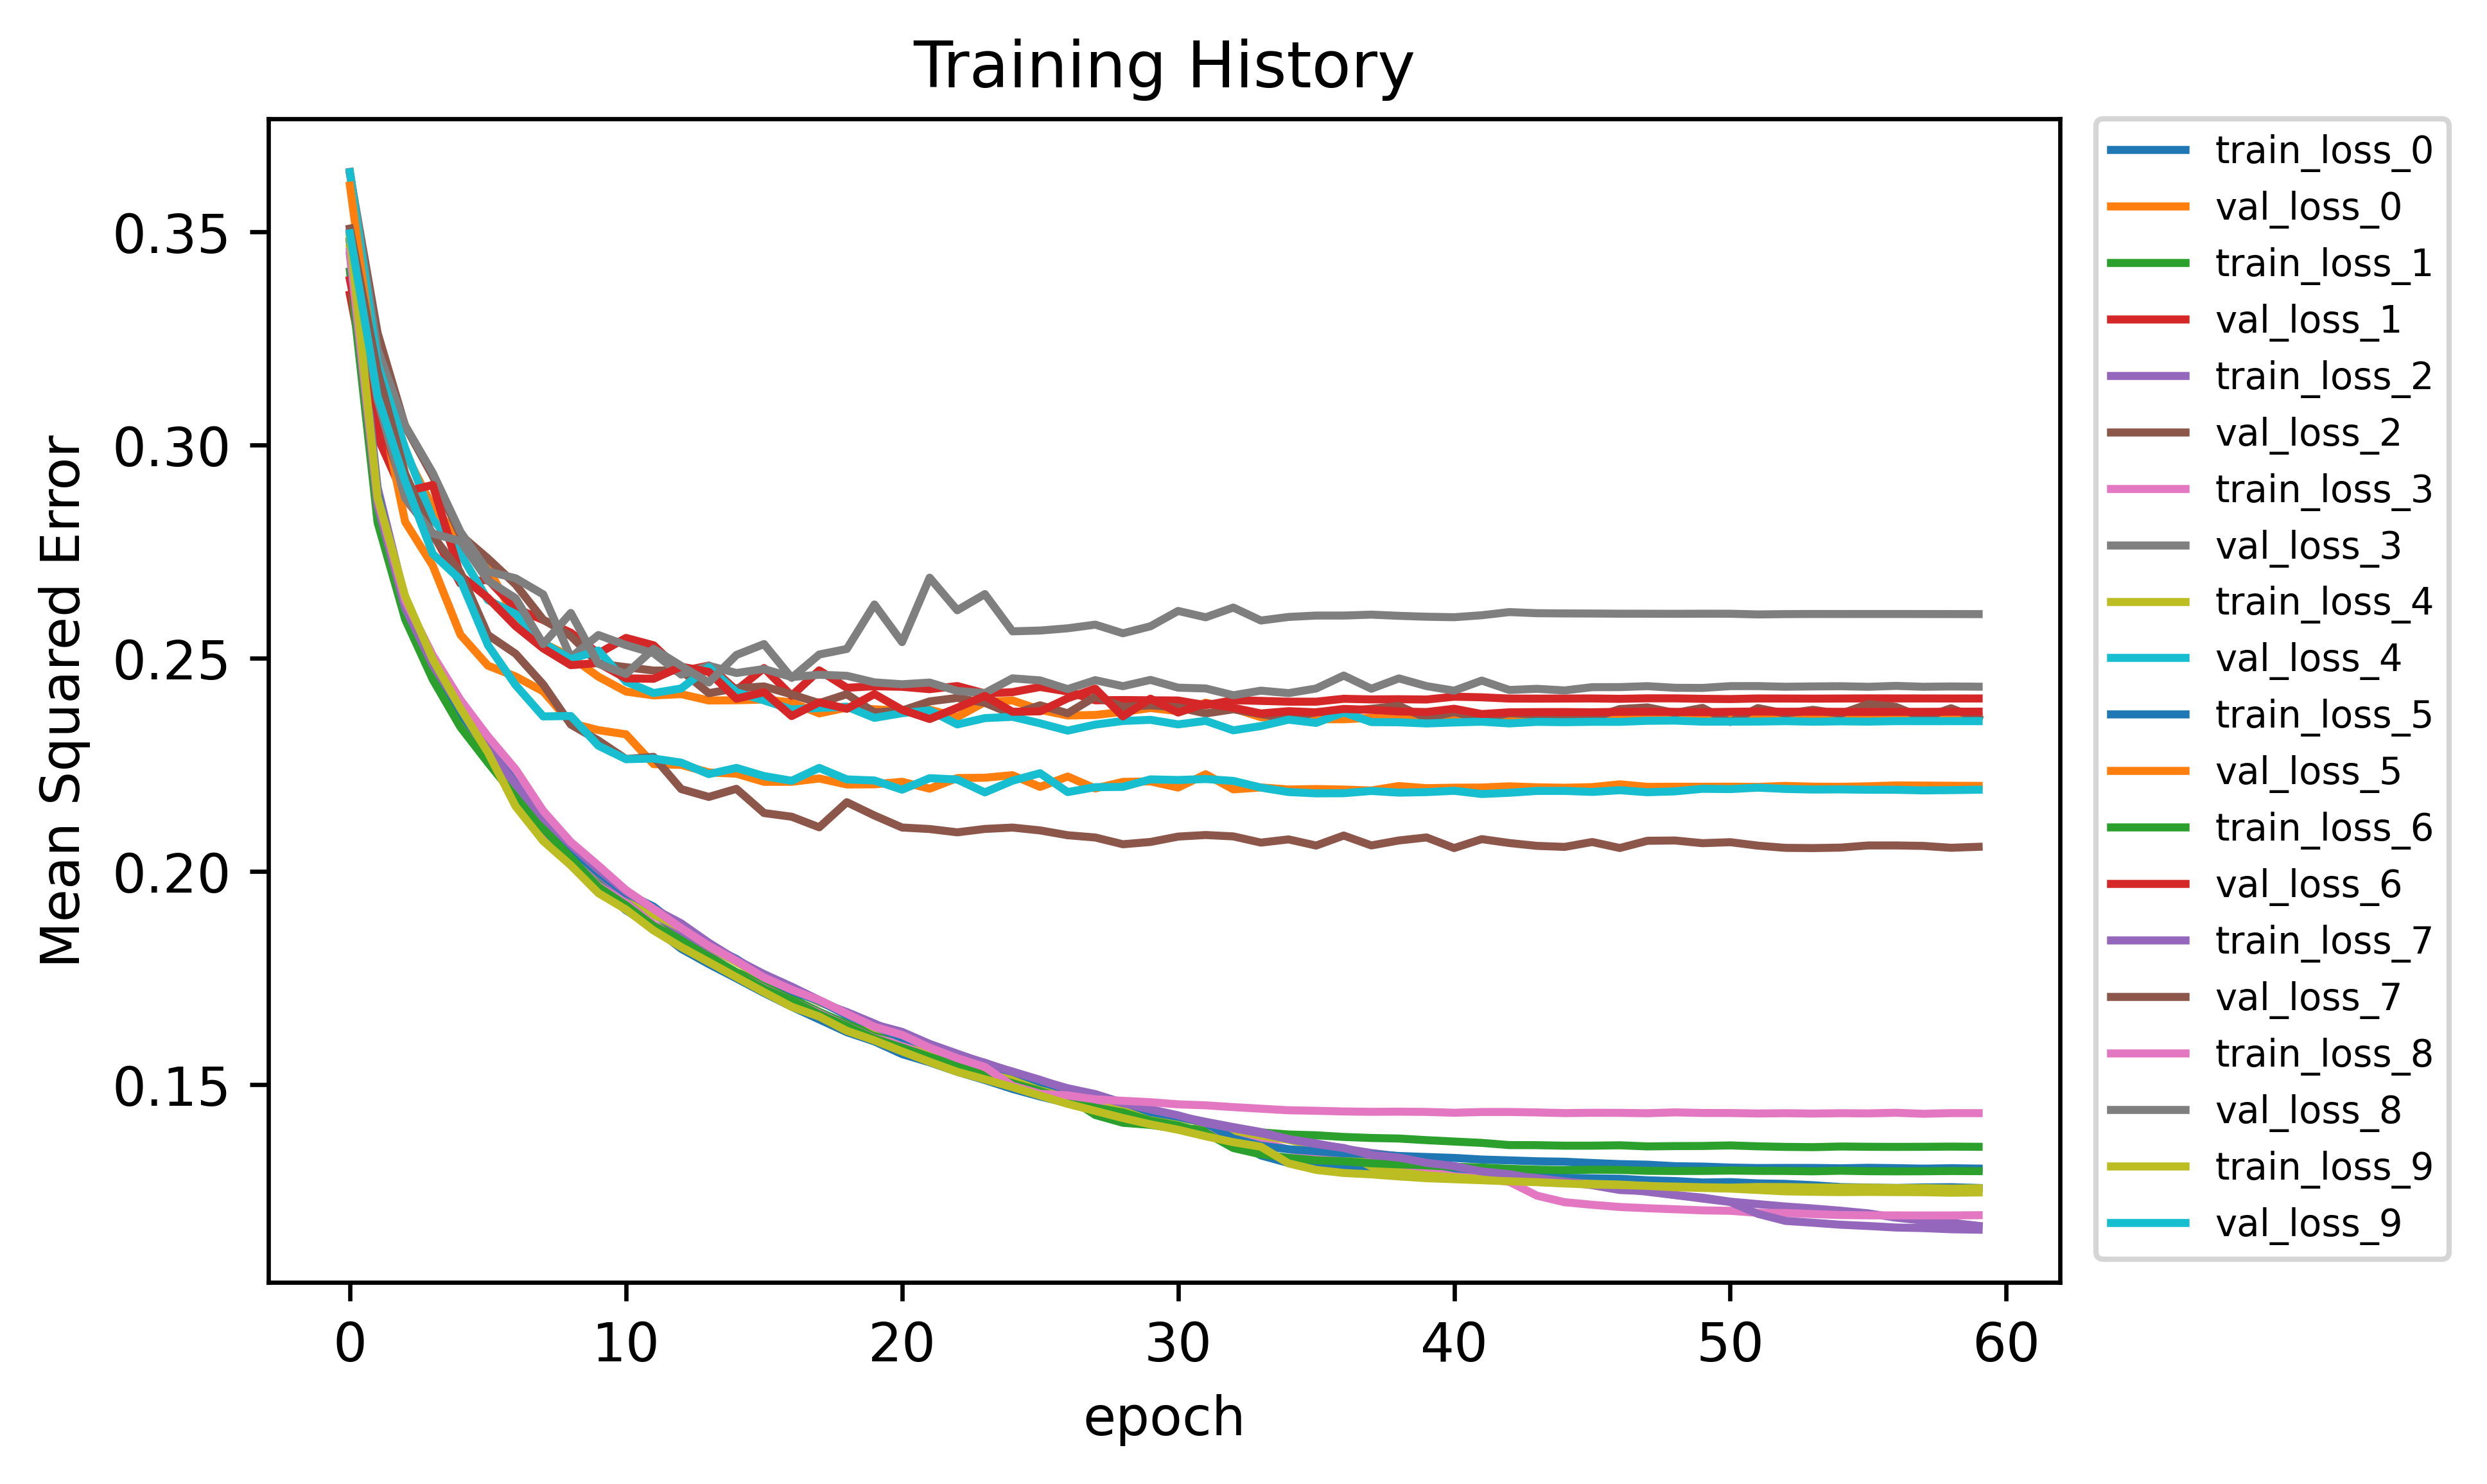 Training History
Mean Squared Error
0.35
0.30
0.25
0.20
0.15
0
10
20
30
40
50
60
epoch
train_loss_0
val_loss_0
train_loss_1
val_loss_1
train_loss_2
val_loss_2
train_loss_3
val_loss_3
train_loss_4
val_loss_4
train_loss_5
val_loss_5
train_loss_6
val_loss_6
train_loss_7
val_loss_7
train_loss_8
val_loss_8
train_loss_9
val_loss_9